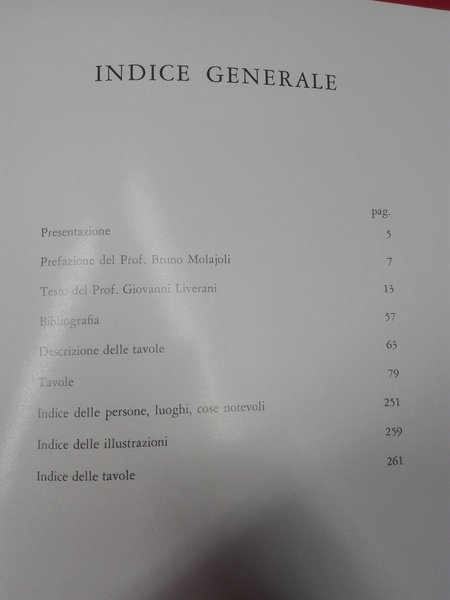 INDICE GENERALE
pag.
Presentazione 5
Prefazione del Prof. Bruno Molajoli 7
Testo del Prof. Giovanni Liverani 13
Bibliografia 57
Descrizione delle tavole 63
Tavole 79
Indice delle persone, luoghi, cose notevoli 251
Indice delle illustrazioni 259
Indice delle tavole 261